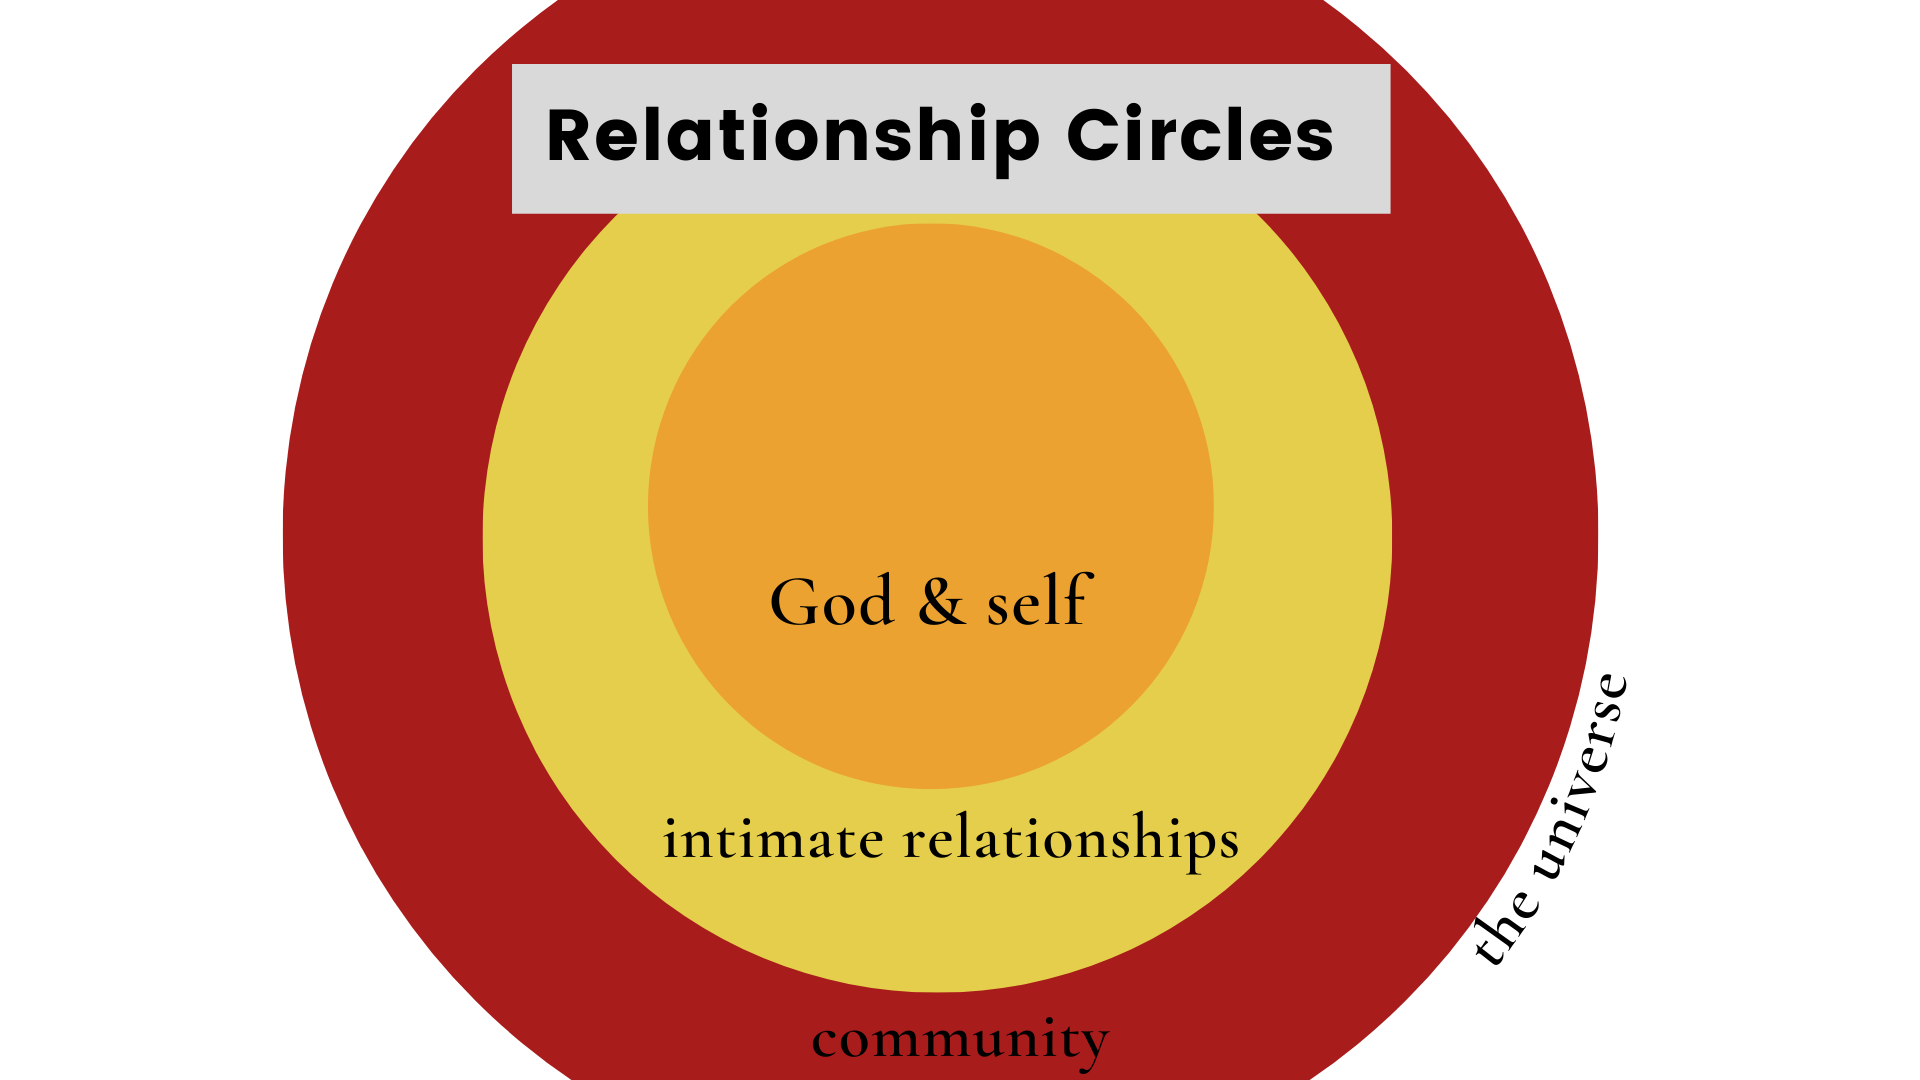 Relationship Circles
God & self
intimate relationships
the universe
community